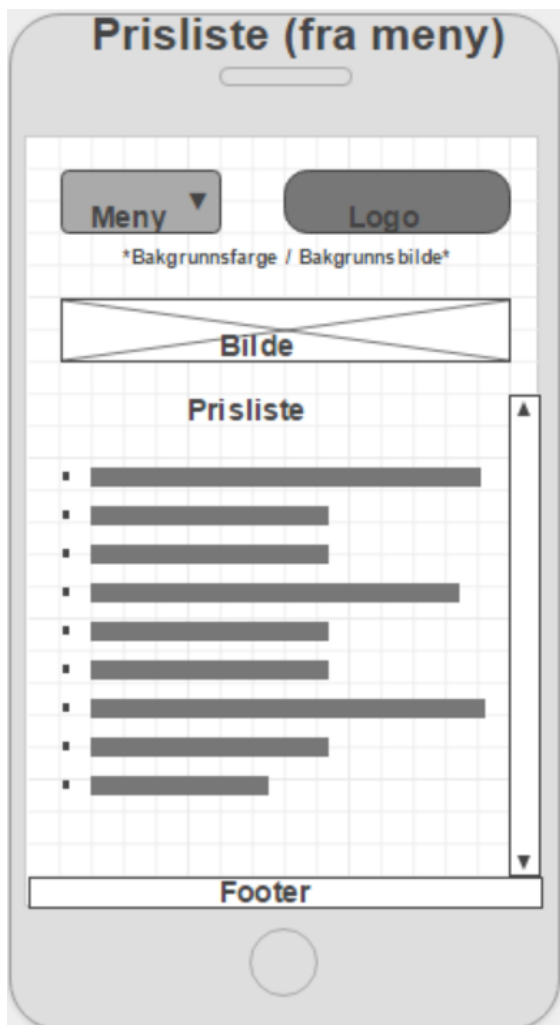 Prisliste (fra meny)
Meny ▼ Logo
*Bakgrunnsfarge / Bakgrunnsbilde*
Bilde
Prisliste
Footer